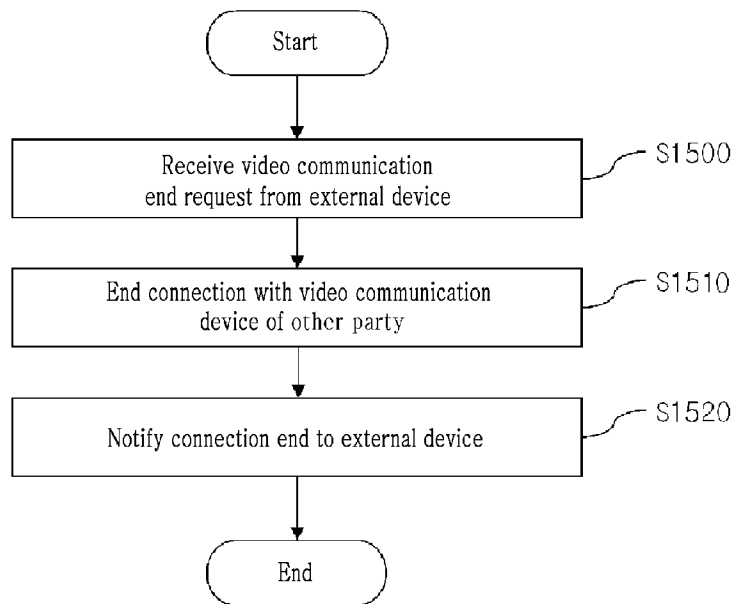 Start
Receive video communication
end request from external device
S1500
End connection with video communication
device of other party
S1510
Notify connection end to external device
S1520
End